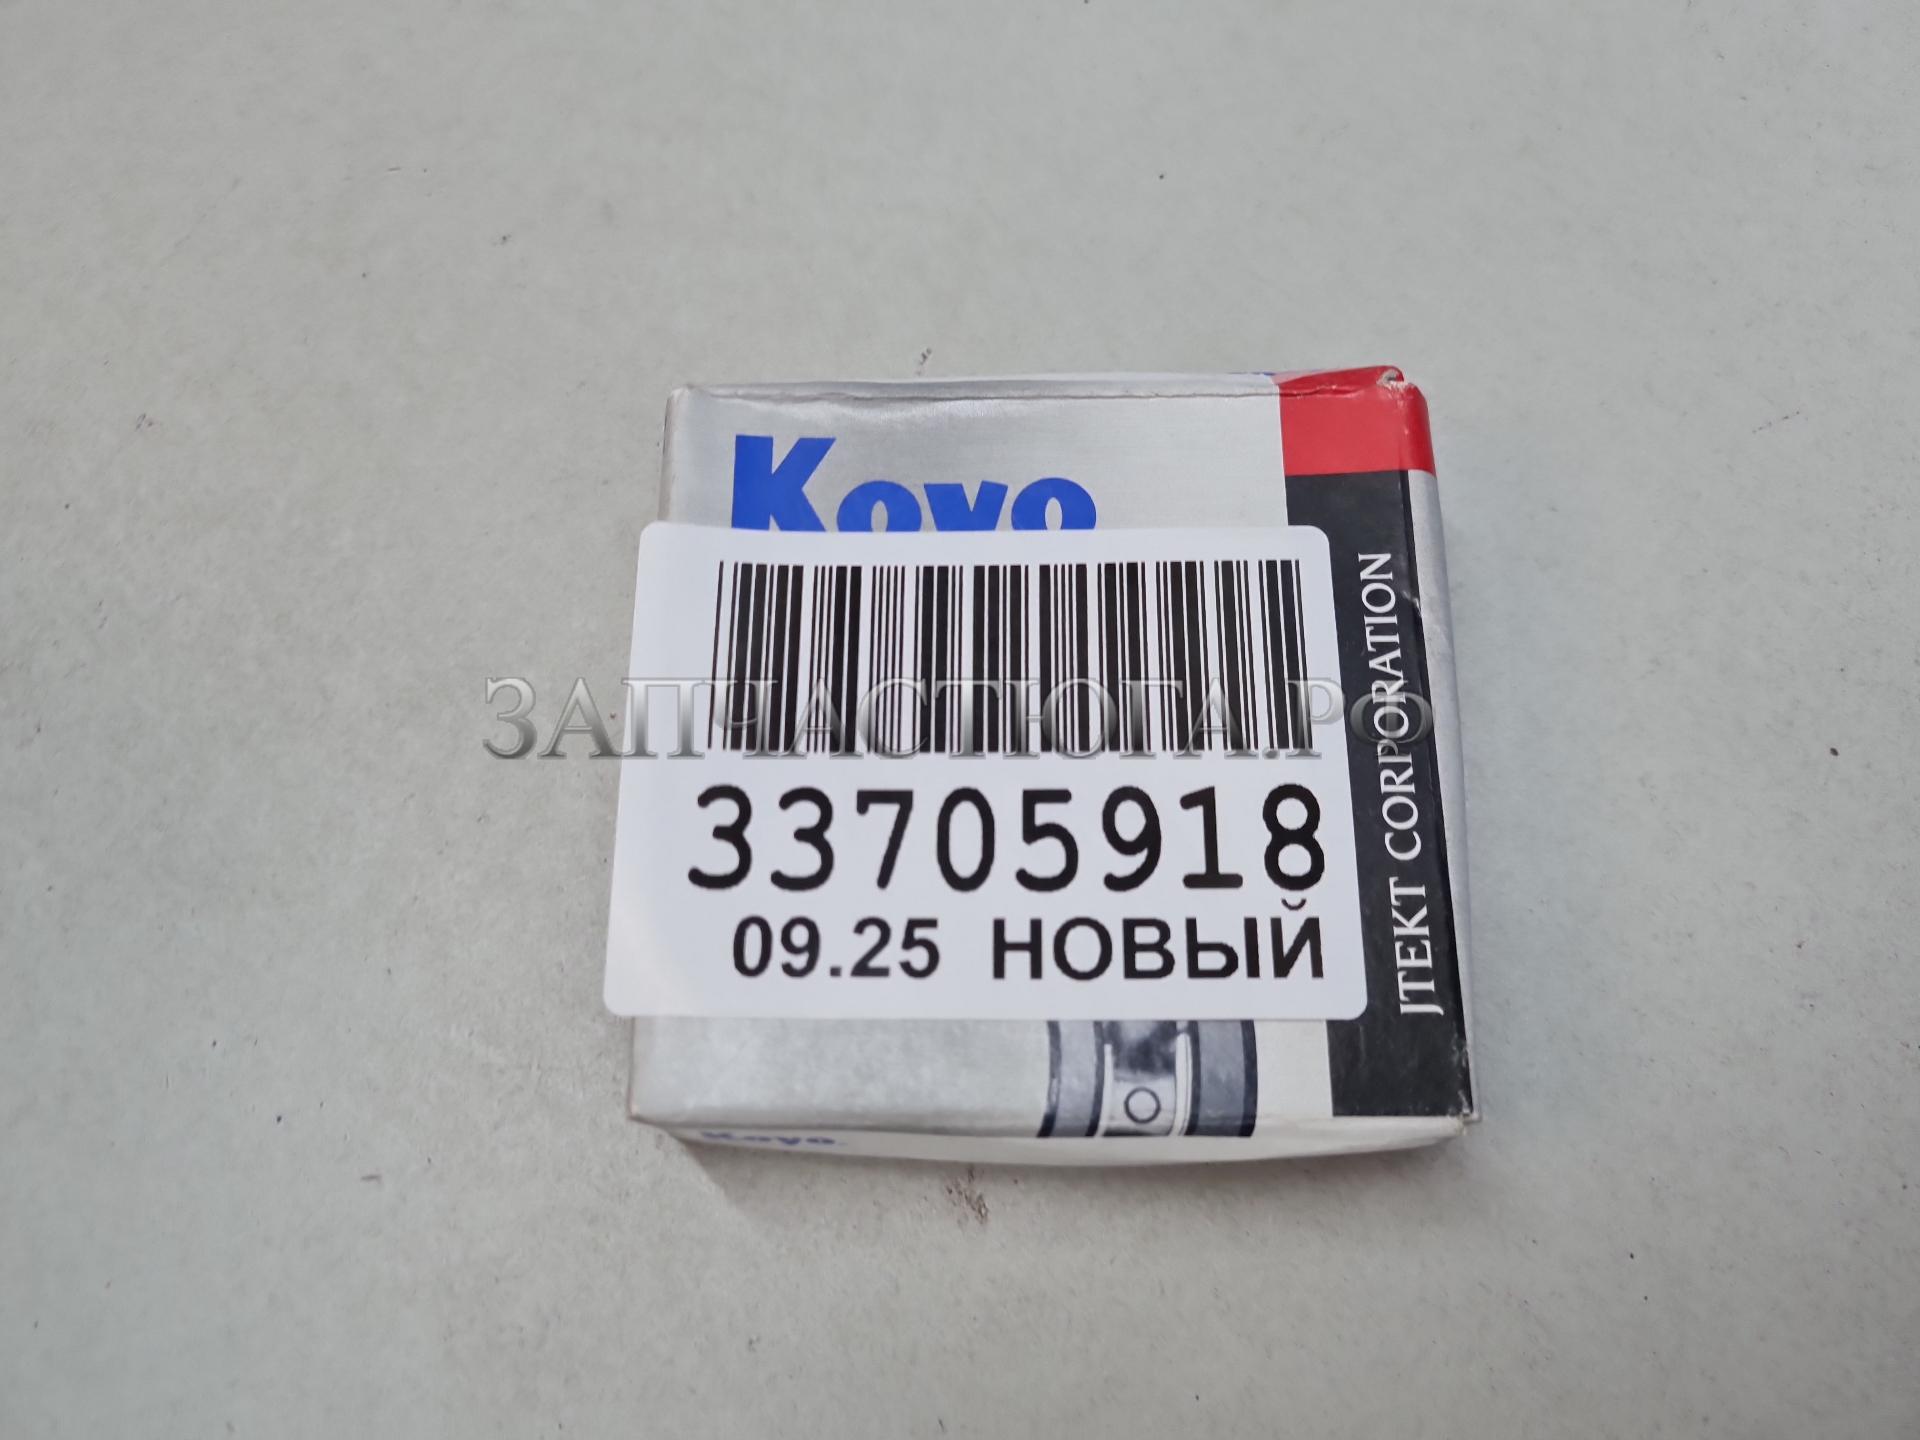 Koyo
ЗАПЧАСТЮГА.РФ
33705918
09.25 НОВЫЙ
JTEKT CORPORATION
Koyo